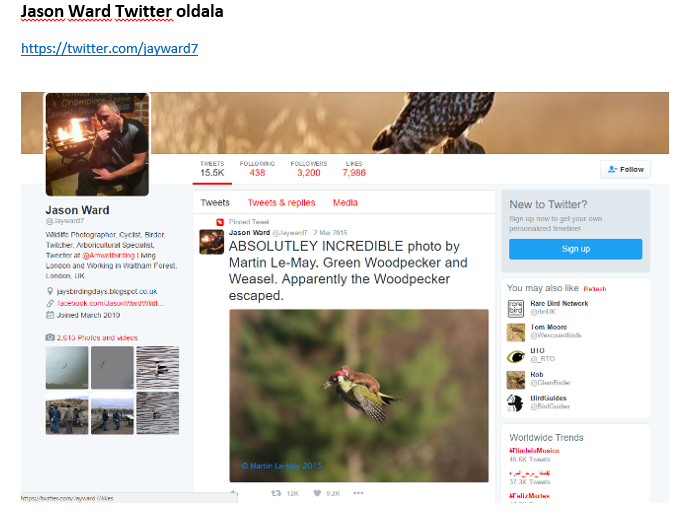 Jason Ward Twitter oldala
https://twitter.com/jayward7
TWEETS
15.5K
FOLLOWING
438
FOLLOWERS
3,200
LIKES
7,986
Follow
Jason Ward
@Jayward7
Wildlife Photographer, Cyclist, Birder,
Twitcher, Arboricultural Specialist,
Tweeter at @Amwellbirding Living
London and Working in Waltham Forest.
London, UK
jaysbirdingdays.blogspot.co.uk
facebook.com/JasonWardWildl...
Joined March 2010
2,613 Photos and videos
Tweets
Tweets & replies
Media
Pinned Tweet
Jason Ward @Jayward7 2 Mar 2015
ABSOLUTLEY INCREDIBLE photo by
Martin Le-May. Green Woodpecker and
Weasel. Apparently the Woodpecker
escaped.
© Martin Le-May 2015
12K
9.2K
New to Twitter?
Sign up now to get your own
personalized timeline!
Sign up
You may also like Refresh
rare
bird
Rare Bird Network
@rbnUK
Tom Moore
@Westcoastbirds
BTO
@_BTO
Rob
@GlamBirder
BirdGuides
@BirdGuides
Worldwide Trends
#DiadelaMusica
45.6K Tweets
37.3K Tweets
#FelizMartes
https://twitter.com/jayward7/likes